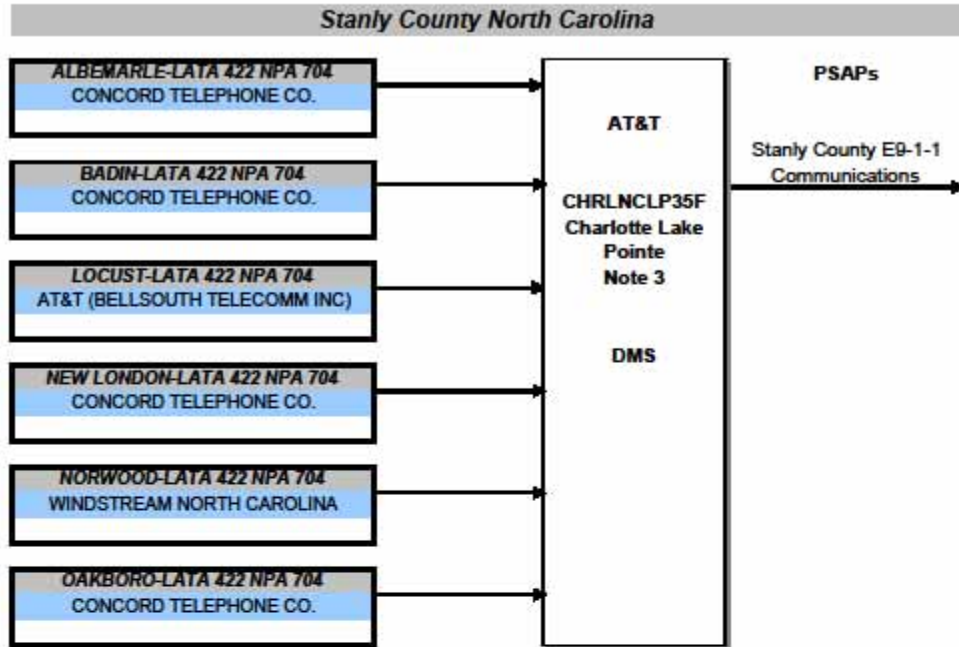 Stanly County North Carolina
ALBEMARLE-LATA 422 NPA 704
CONCORD TELEPHONE CO.
BADIN-LATA 422 NPA 704
CONCORD TELEPHONE CO.
LOCUST-LATA 422 NPA 704
AT&T (BELLSOUTH TELECOMM INC)
NEW LONDON-LATA 422 NPA 704
CONCORD TELEPHONE CO.
NORWOOD-LATA 422 NPA 704
WINDSTREAM NORTH CAROLINA
OAKBORO-LATA 422 NPA 704
CONCORD TELEPHONE CO.
AT&T
CHRLNCLP35F
Charlotte Lake
Pointe
Note 3
DMS
PSAPs
Stanly County E9-1-1
Communications